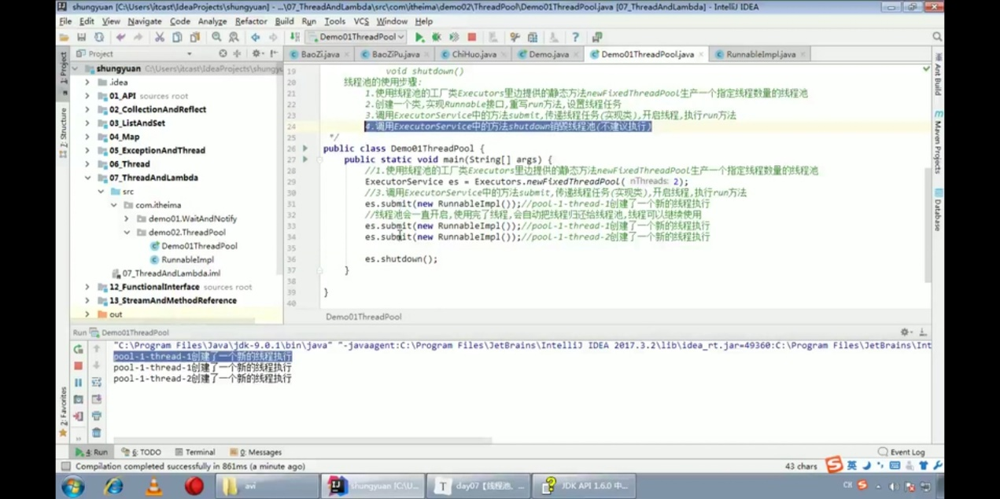 shungyuan [C:\Users\itcast\IdeaProjects\shungyuan] - ...\07_ThreadAndLambda\src\com\itheima\demo02\ThreadPool\Demo01ThreadPool.java [07_ThreadAndLambda] - IntelliJ IDEA
File Edit View Navigate Code Analyze Refactor Build Run Tools VCS Window Help
Demo01ThreadPool
Project BaoZi.java BaoZiPu.java ChiHuo.java Demo.java Demo01ThreadPool.java RunnableImpl.java
1: Project
Z: Structure
2: Favorites
Ant Build
Maven Projects
Database
shungyuan C:\Users\itcast\IdeaProjects\shungyu
.idea
01_API sources root
02_CollectionAndReflect
03_ListAndSet
04_Map
05_ExceptionAndThread
06_Thread
07_ThreadAndLambda
src
com.itheima
demo01.WaitAndNotify
demo02.ThreadPool
Demo01ThreadPool
RunnableImpl
07_ThreadAndLambda.iml
12_FunctionalInterface sources root
13_StreamAndMethodReference
out
19 void shutdown()
20 线程池的使用步骤:
21 1.使用线程池的工厂类Executors里边提供的静态方法newFixedThreadPool生产一个指定线程数量的线程池
22 2.创建一个类,实现Runnable接口,重写run方法,设置线程任务
23 3.调用ExecutorService中的方法submit,传递线程任务(实现类),开启线程,执行run方法
24 4.调用ExecutorService中的方法shutdown销毁线程池(不建议执行)
25 */
26 public class Demo01ThreadPool {
27 public static void main(String[] args) {
28 //1.使用线程池的工厂类Executors里边提供的静态方法newFixedThreadPool生产一个指定线程数量的线程池
29 ExecutorService es = Executors.newFixedThreadPool( nThreads: 2);
30 //3.调用ExecutorService中的方法submit,传递线程任务(实现类),开启线程,执行run方法
31 es.submit(new RunnableImpl());//pool-1-thread-1创建了一个新的线程执行
32 //线程池会一直开启,使用完了线程,会自动把线程归还给线程池,线程可以继续使用
33 es.submit(new RunnableImpl());//pool-1-thread-1创建了一个新的线程执行
34 es.submit(new RunnableImpl());//pool-1-thread-2创建了一个新的线程执行
35
36 es.shutdown();
37 }
38
39 }
40
Demo01ThreadPool
Run Demo01ThreadPool
"C:\Program Files\Java\jdk-9.0.1\bin\java" "-javaagent:C:\Program Files\JetBrains\IntelliJ IDEA 2017.3.2\lib\idea_rt.jar=49360:C:\Program Files\JetBrains\Int
pool-1-thread-1创建了一个新的线程执行
pool-1-thread-1创建了一个新的线程执行
pool-1-thread-2创建了一个新的线程执行
4: Run 6: TODO Terminal 0: Messages Event Log
Compilation completed successfully in 861ms (a minute ago) 43 chars 英
avi shungyuan [C:\U... day07【线程池、... JDK API 1.6.0 中... CH